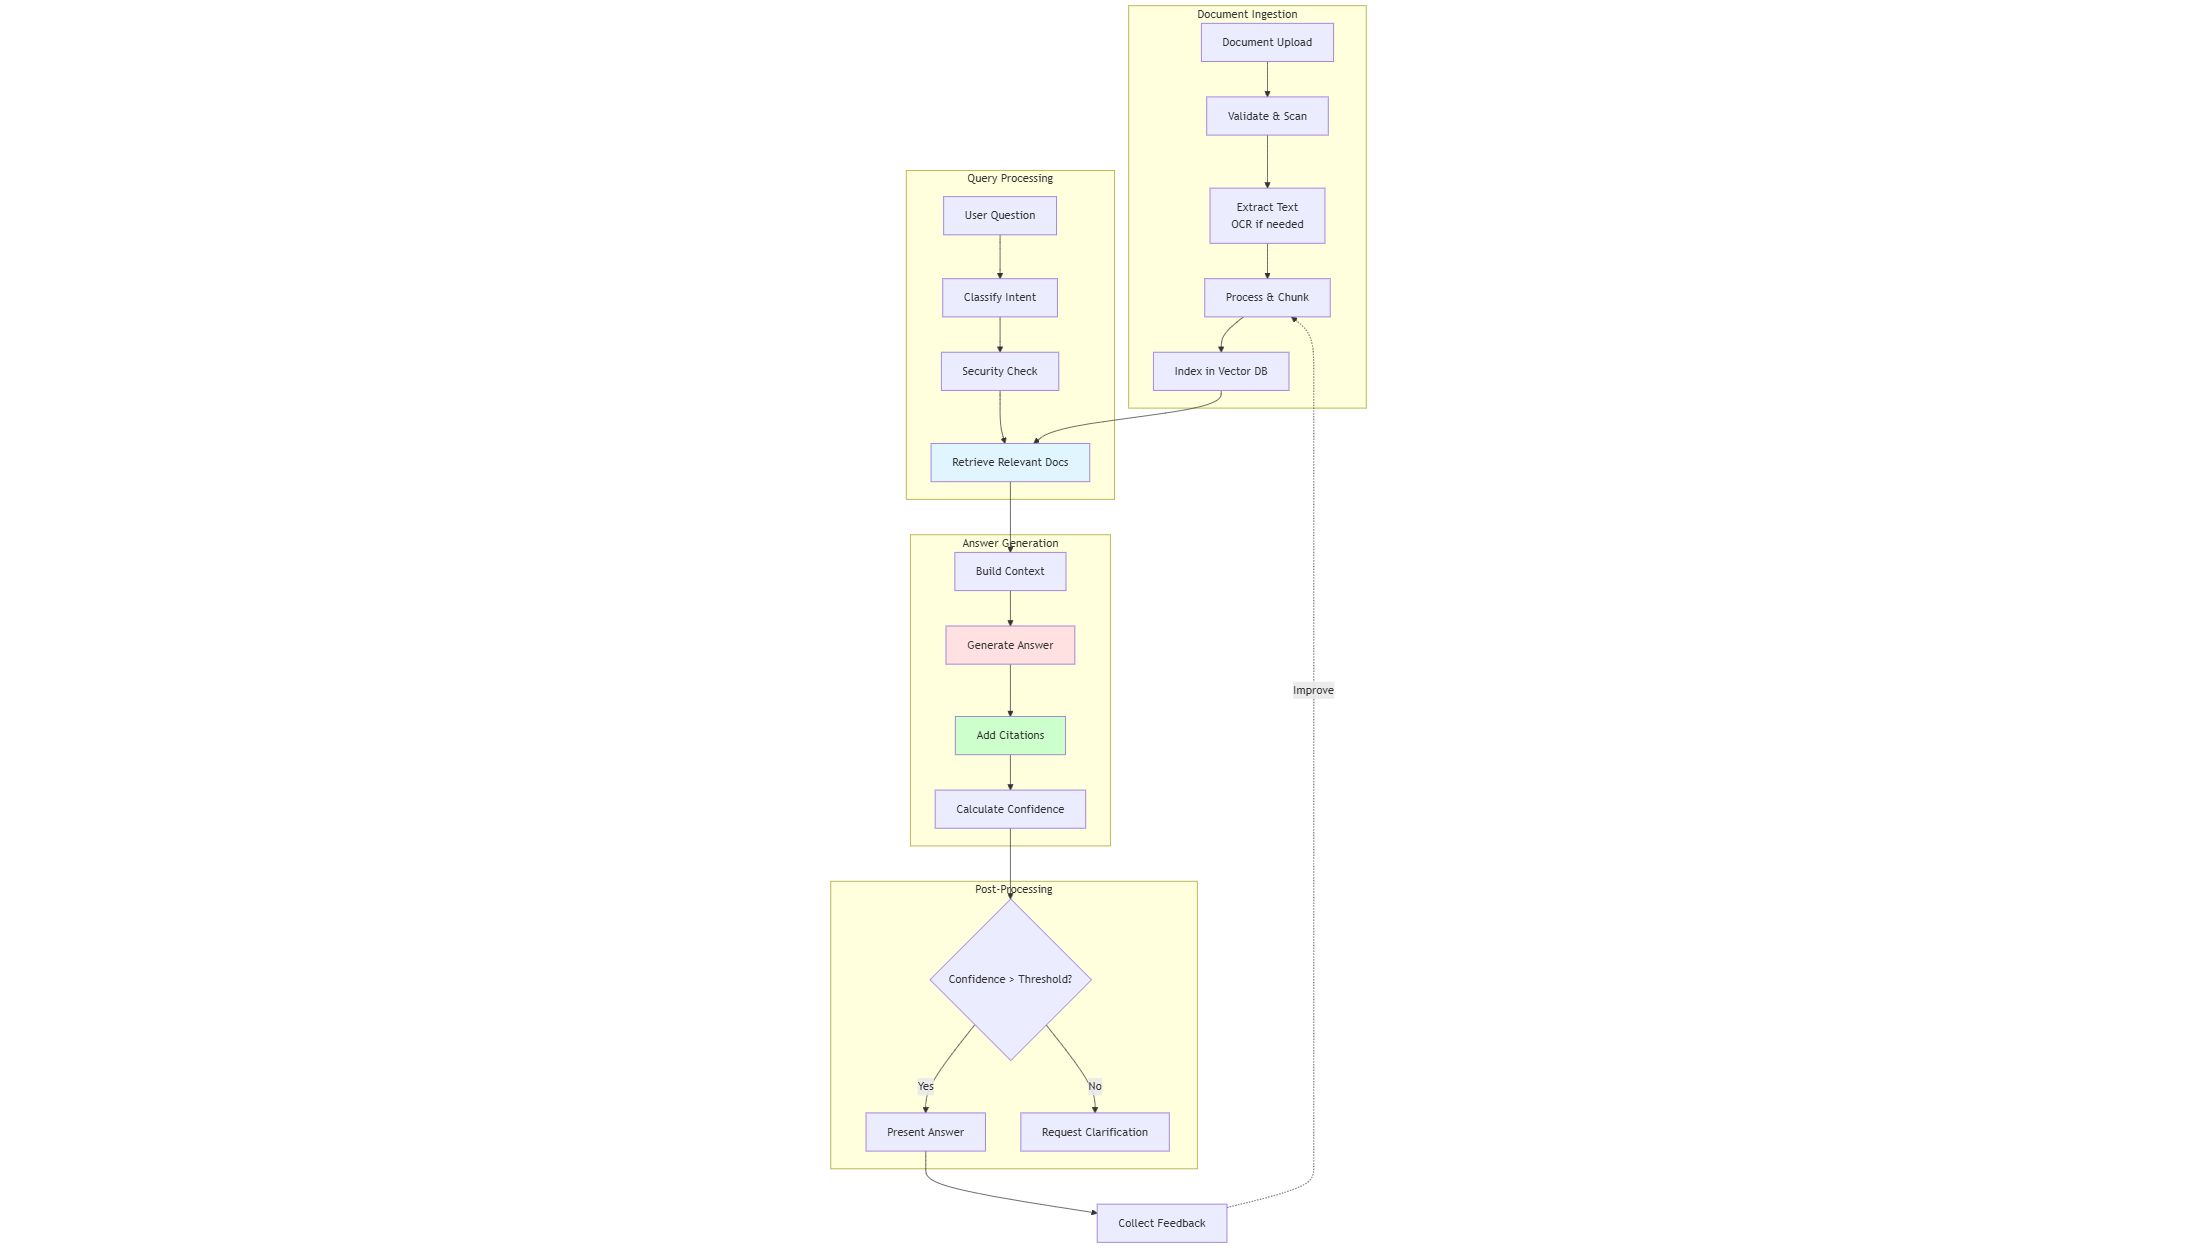 Document Ingestion
Document Upload
Validate & Scan
Extract Text
OCR if needed
Process & Chunk
Index in Vector DB
Query Processing
User Question
Classify Intent
Security Check
Retrieve Relevant Docs
Answer Generation
Build Context
Generate Answer
Add Citations
Calculate Confidence
Improve
Post-Processing
Confidence > Threshold?
Yes
No
Present Answer
Request Clarification
Collect Feedback